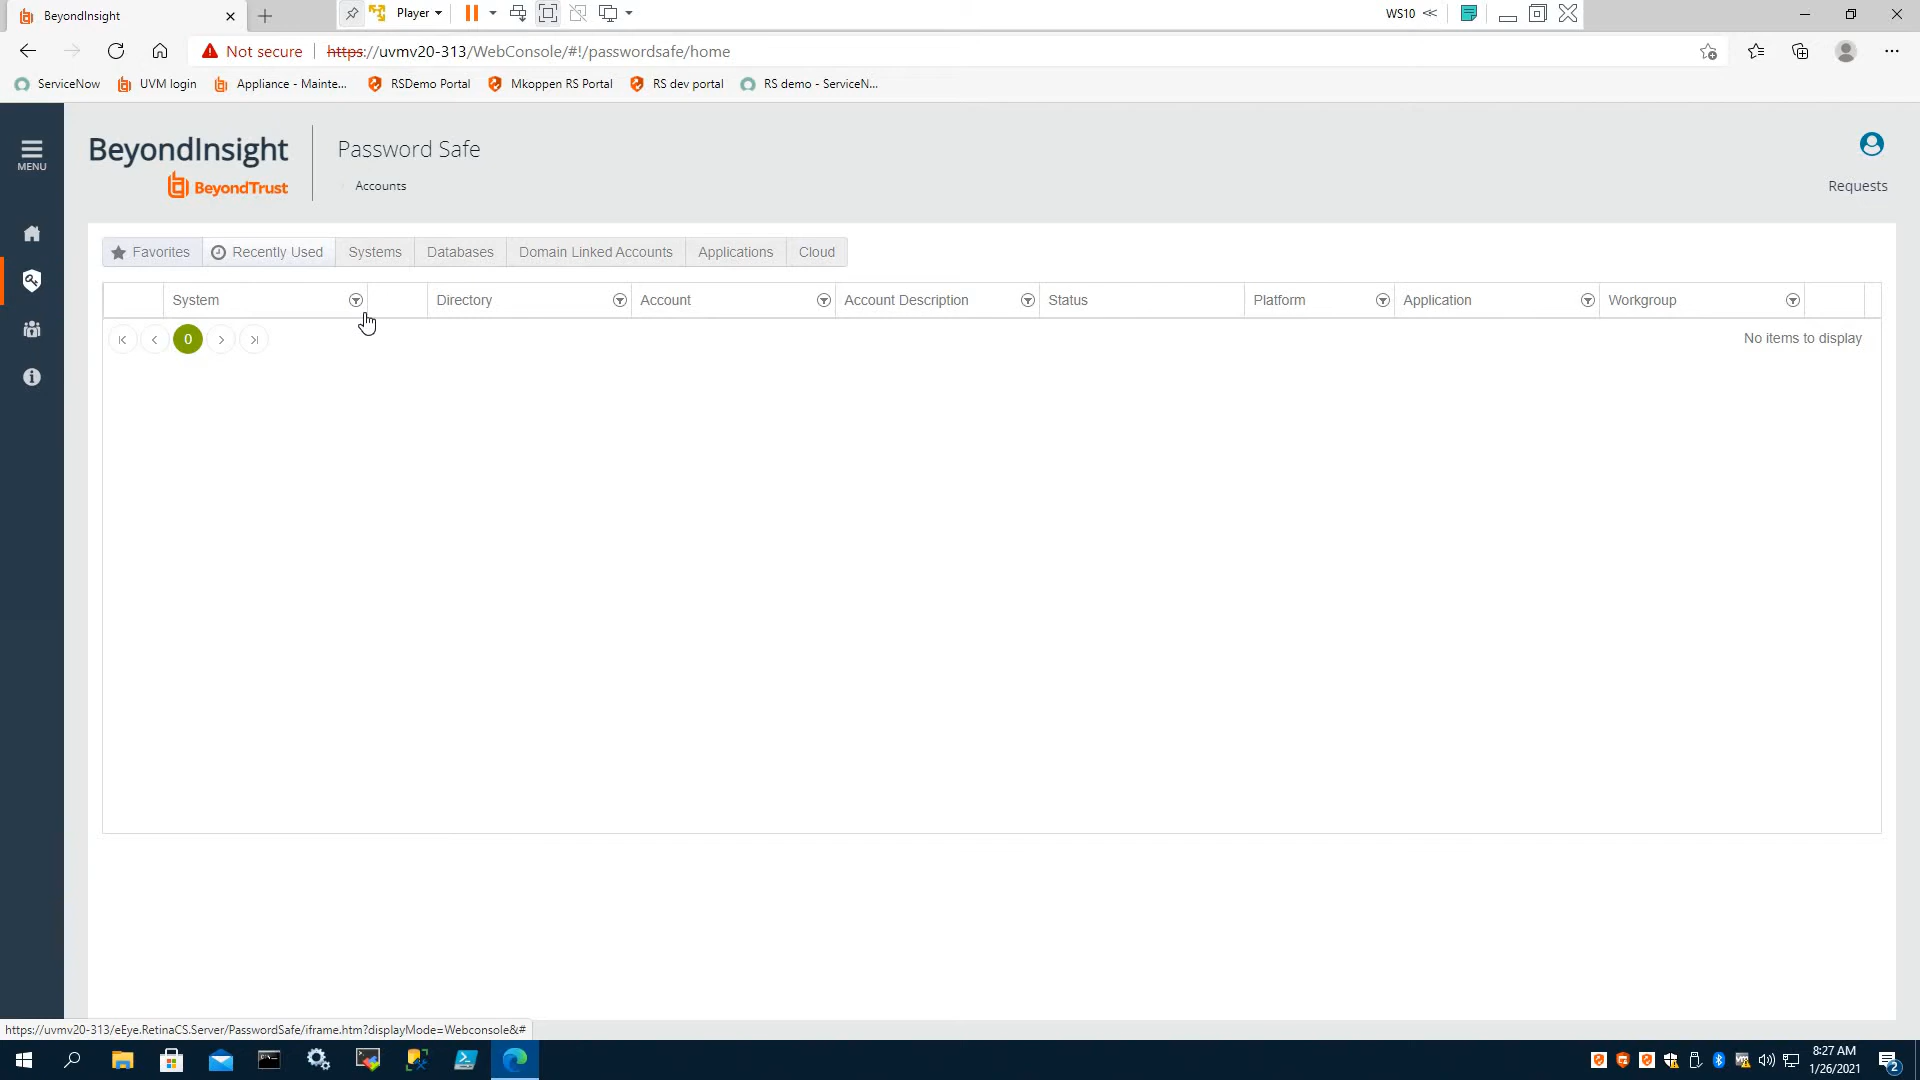 BeyondInsight
Player
WS10
Not secure
https://uvmv20-313/WebConsole/#!/passwordsafe/home
ServiceNow
UVM login
Appliance - Mainte...
RSDemo Portal
Mkoppen RS Portal
RS dev portal
RS demo - ServiceN...
MENU
BeyondInsight
BeyondTrust
Password Safe
Accounts
Requests
Favorites
Recently Used
Systems
Databases
Domain Linked Accounts
Applications
Cloud
System
Directory
Account
Account Description
Status
Platform
Application
Workgroup
0
No items to display
https://uvmv20-313/eEye.RetinaCS.Server/PasswordSafe/iframe.htm?displayMode=Webconsole&#
8:27 AM
1/26/2021
2